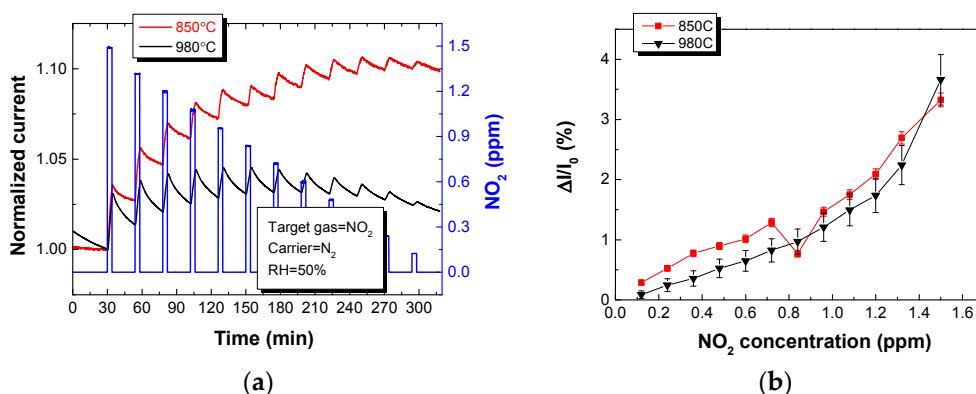 850°C
980°C
1.10
1.05
1.00
Normalized current
1.5
1.2
0.9
0.6
0.3
0.0
NO₂ (ppm)
Target gas=NO₂
Carrier=N₂
RH=50%
0 30 60 90 120 150 180 210 240 270 300
Time (min)
(a)
850C
980C
4
3
2
1
0
ΔI/I₀ (%)
0.0 0.2 0.4 0.6 0.8 1.0 1.2 1.4 1.6
NO₂ concentration (ppm)
(b)